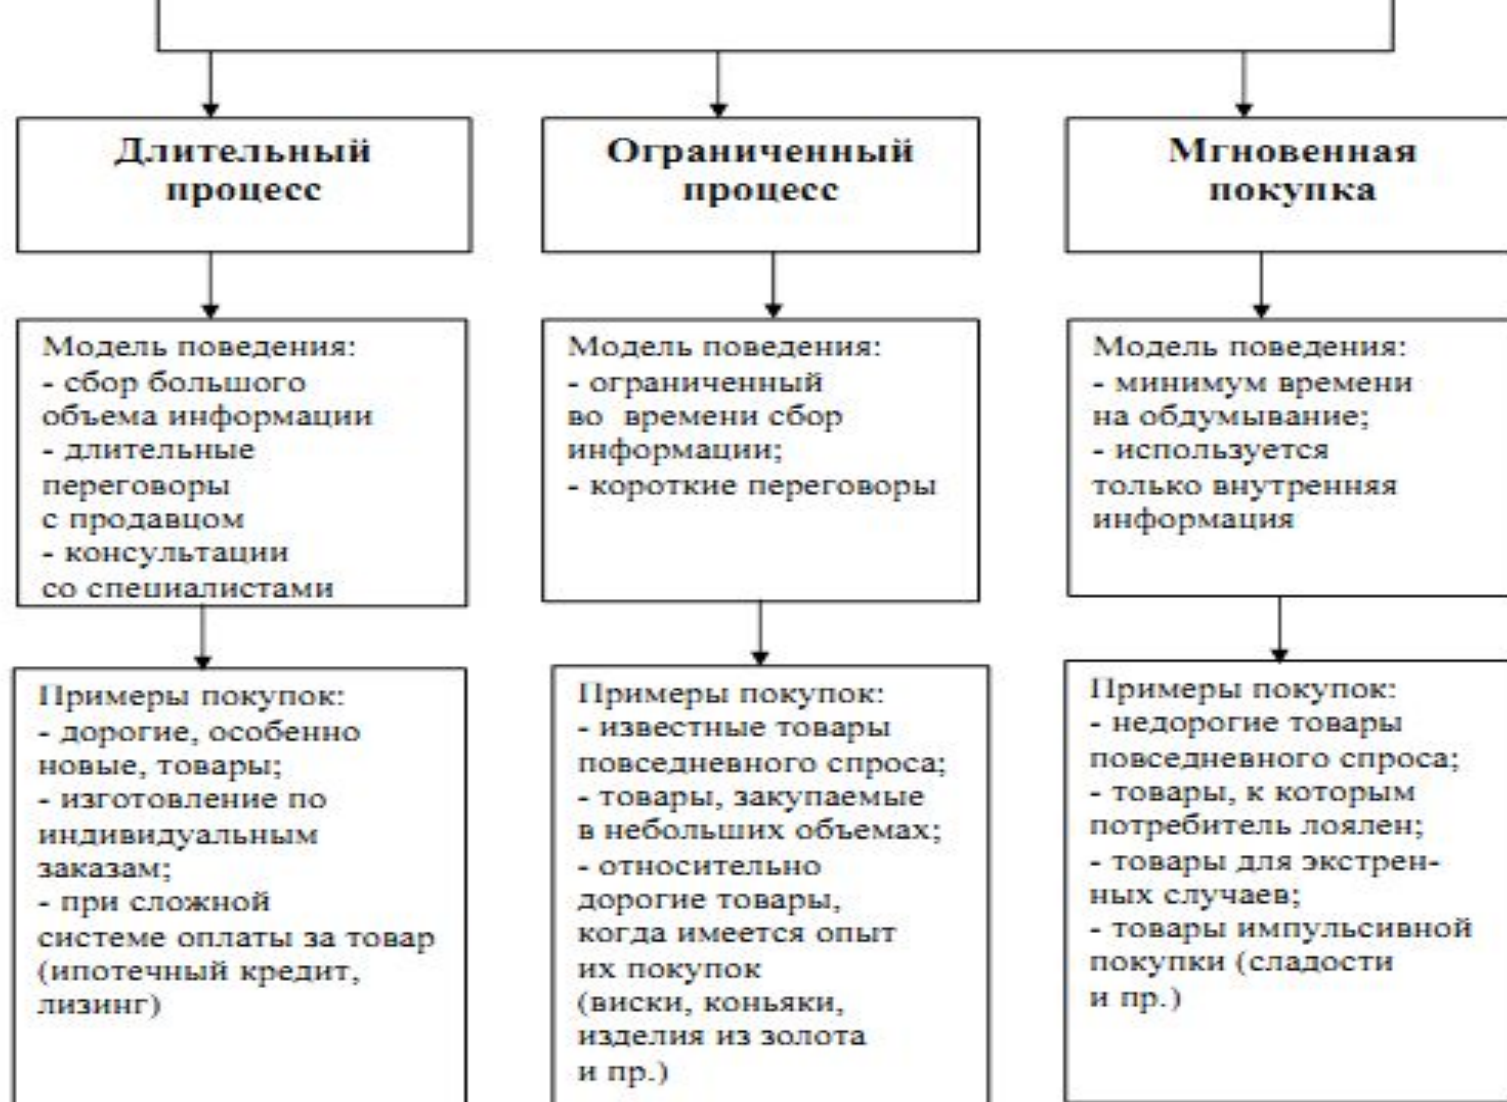 Длительный
процесс
Ограниченный
процесс
Мгновенная
покупка
Модель поведения:
- сбор большого
объема информации
- длительные
переговоры
с продавцом
- консультации
со специалистами
Модель поведения:
- ограниченный
во времени сбор
информации;
- короткие переговоры
Модель поведения:
- минимум времени
на обдумывание;
- используется
только внутренняя
информация
Примеры покупок:
- дорогие, особенно
новые, товары;
- изготовление по
индивидуальным
заказам;
- при сложной
системе оплаты за товар
(ипотечный кредит,
лизинг)
Примеры покупок:
- известные товары
повседневного спроса;
- товары, закупаемые
в небольших объемах;
- относительно
дорогие товары,
когда имеется опыт
их покупок
(виски, коньяки,
изделия из золота
и пр.)
Примеры покупок:
- недорогие товары
повседневного спроса;
- товары, к которым
потребитель лоялен;
- товары для экстрен-
ных случаев;
- товары импульсивной
покупки (сладости
и пр.)